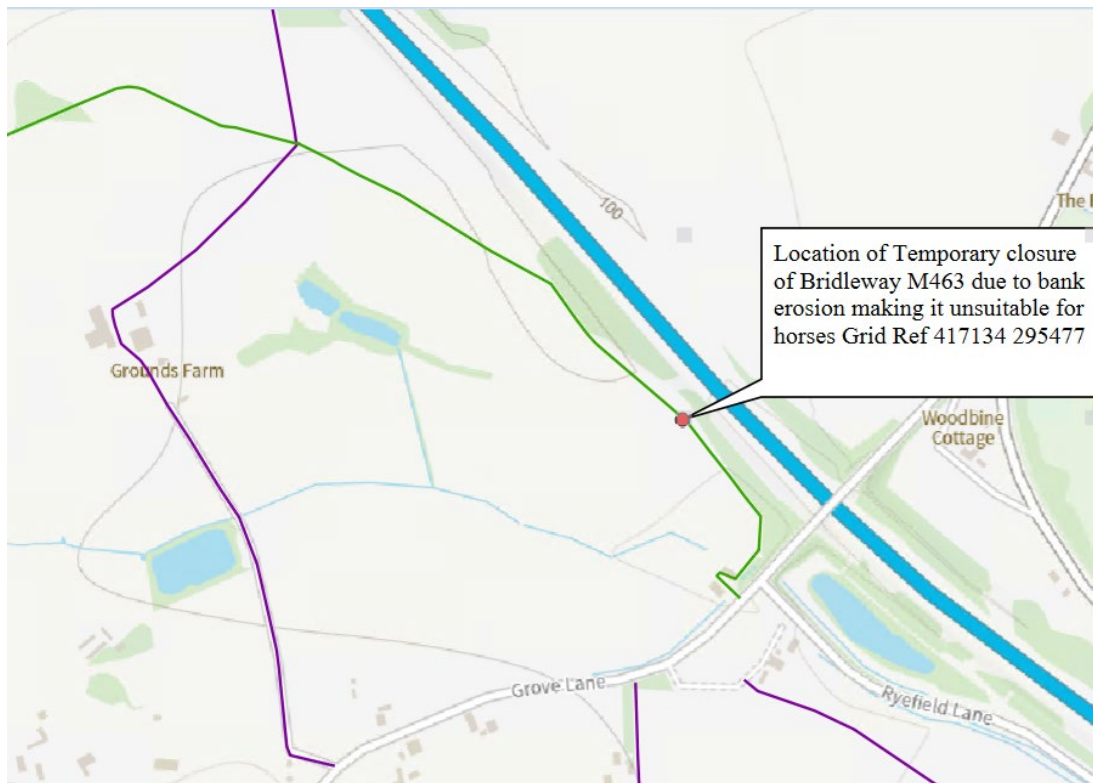 100
The
Location of Temporary closure
of Bridleway M463 due to bank
erosion making it unsuitable for
horses Grid Ref 417134 295477
Grounds Farm
Woodbine
Cottage
Grove Lane
Ryefield Lane